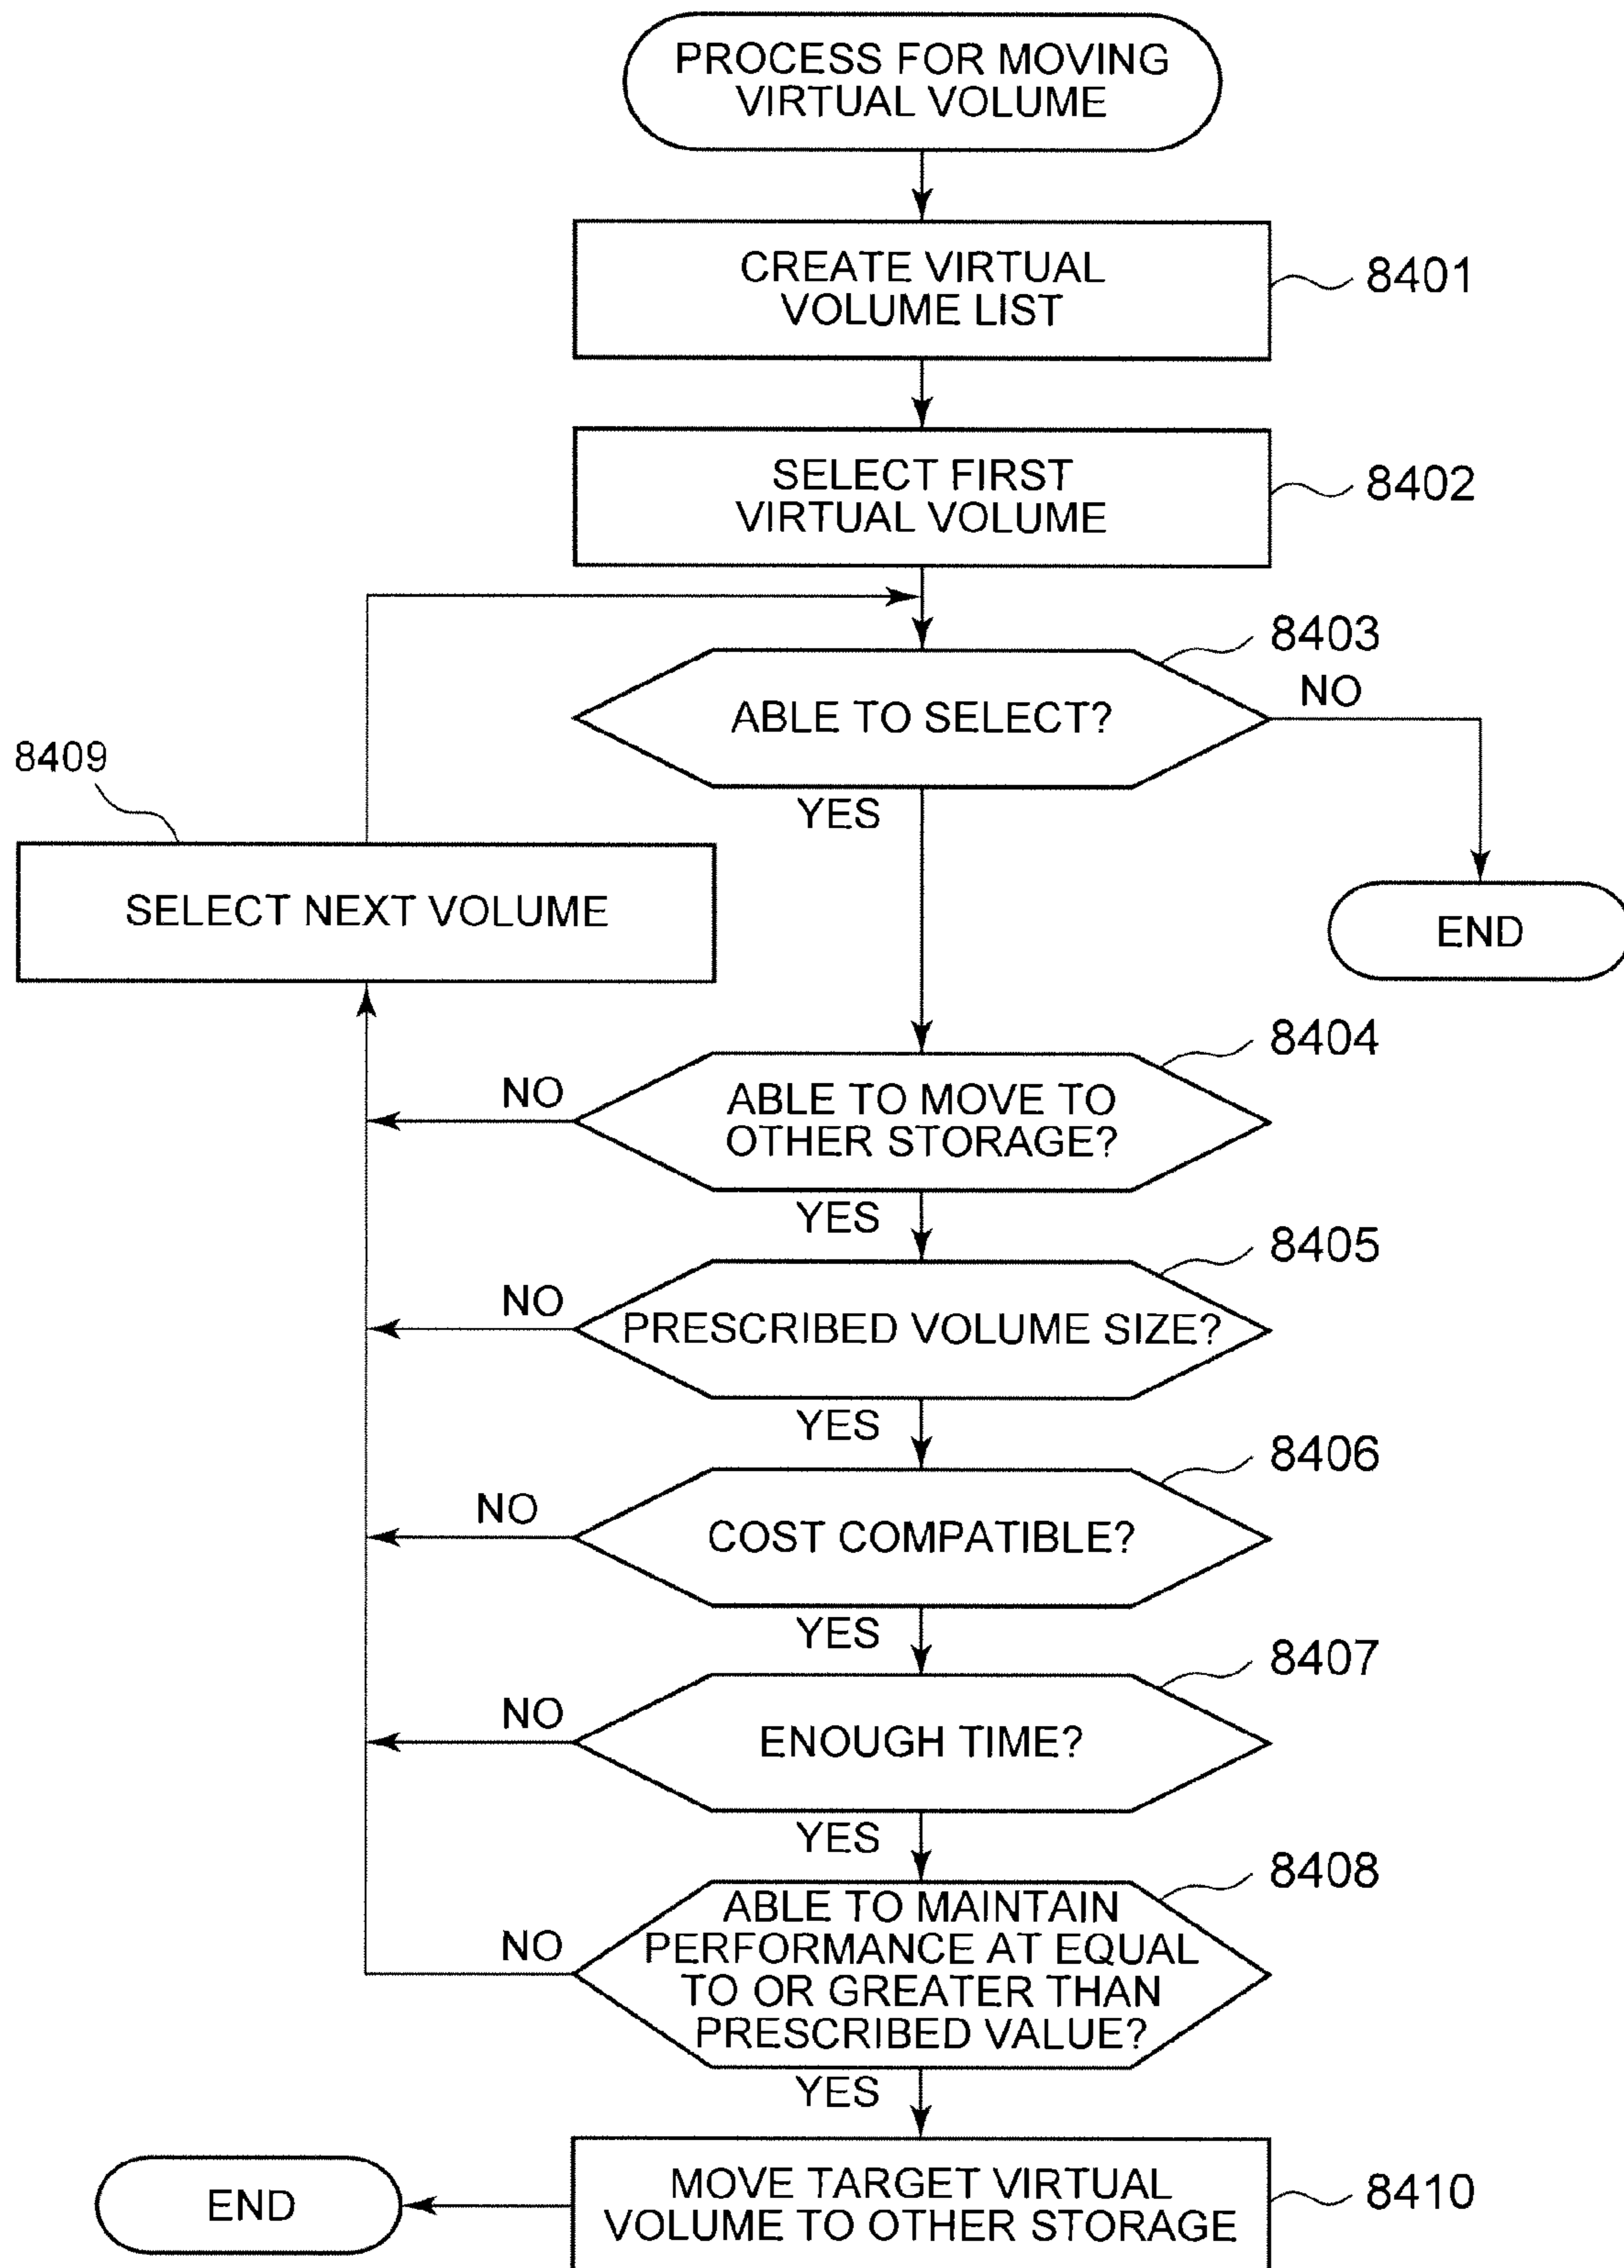 PROCESS FOR MOVING
VIRTUAL VOLUME
CREATE VIRTUAL
VOLUME LIST
8401
SELECT FIRST
VIRTUAL VOLUME
8402
8403
ABLE TO SELECT?
NO
YES
8409
SELECT NEXT VOLUME
END
8404
ABLE TO MOVE TO
OTHER STORAGE?
NO
YES
8405
PRESCRIBED VOLUME SIZE?
NO
YES
8406
COST COMPATIBLE?
NO
YES
8407
ENOUGH TIME?
NO
YES
8408
ABLE TO MAINTAIN
PERFORMANCE AT EQUAL
TO OR GREATER THAN
PRESCRIBED VALUE?
NO
YES
MOVE TARGET VIRTUAL
VOLUME TO OTHER STORAGE
8410
END